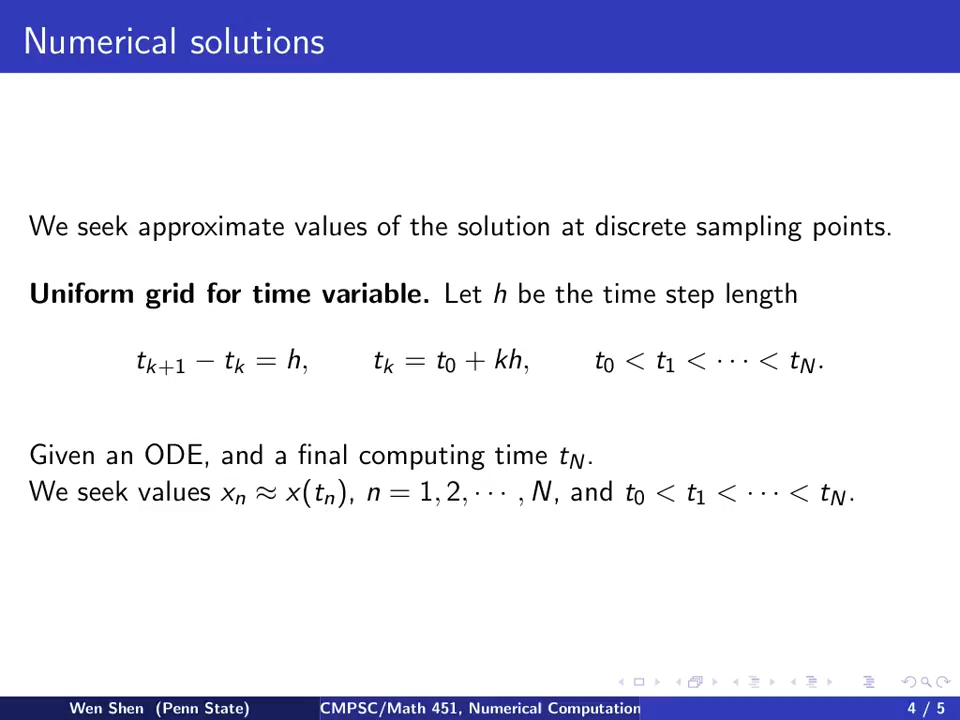 Numerical solutions
We seek approximate values of the solution at discrete sampling points.
Uniform grid for time variable. Let h be the time step length
t_{k+1} − t_k = h, t_k = t_0 + kh, t_0 < t_1 < ⋯ < t_N.
Given an ODE, and a final computing time t_N.
We seek values x_n ≈ x(t_n), n = 1, 2, ⋯ , N, and t_0 < t_1 < ⋯ < t_N.
Wen Shen (Penn State) CMPSC/Math 451, Numerical Computation 4 / 5